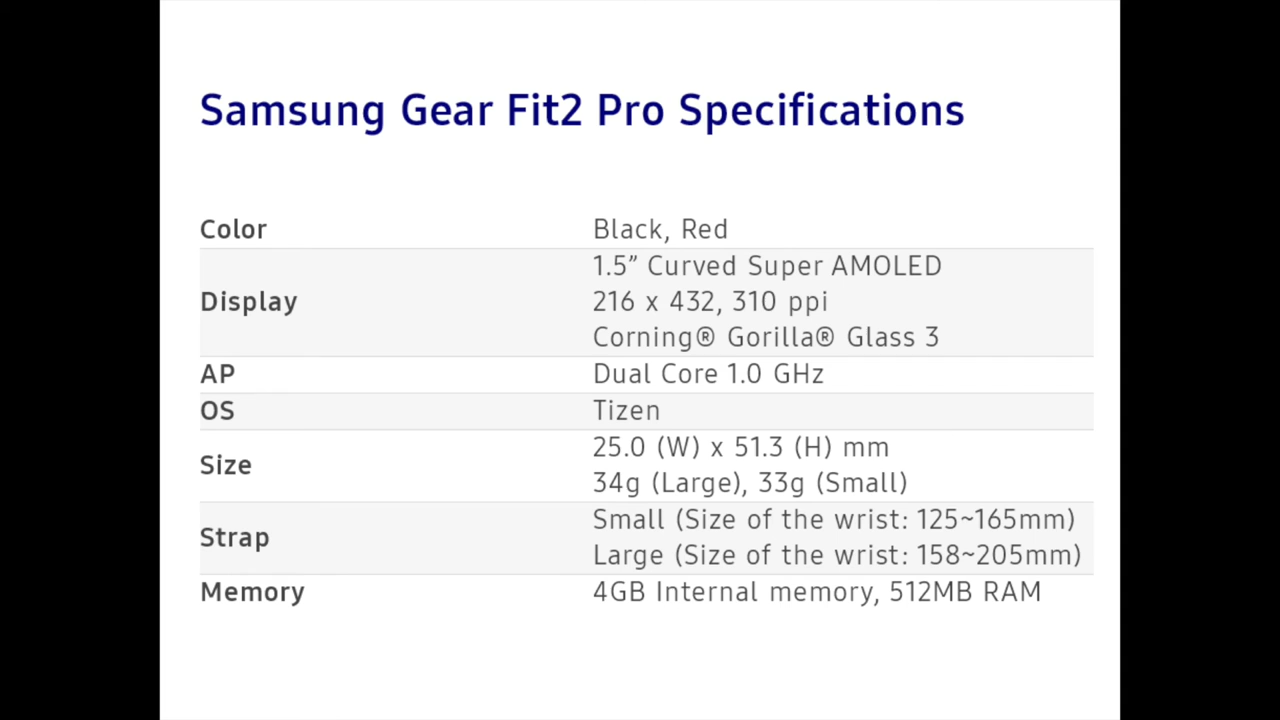 Samsung Gear Fit2 Pro Specifications
Color Black, Red
Display 1.5” Curved Super AMOLED
216 x 432, 310 ppi
Corning® Gorilla® Glass 3
AP Dual Core 1.0 GHz
OS Tizen
Size 25.0 (W) x 51.3 (H) mm
34g (Large), 33g (Small)
Strap Small (Size of the wrist: 125~165mm)
Large (Size of the wrist: 158~205mm)
Memory 4GB Internal memory, 512MB RAM